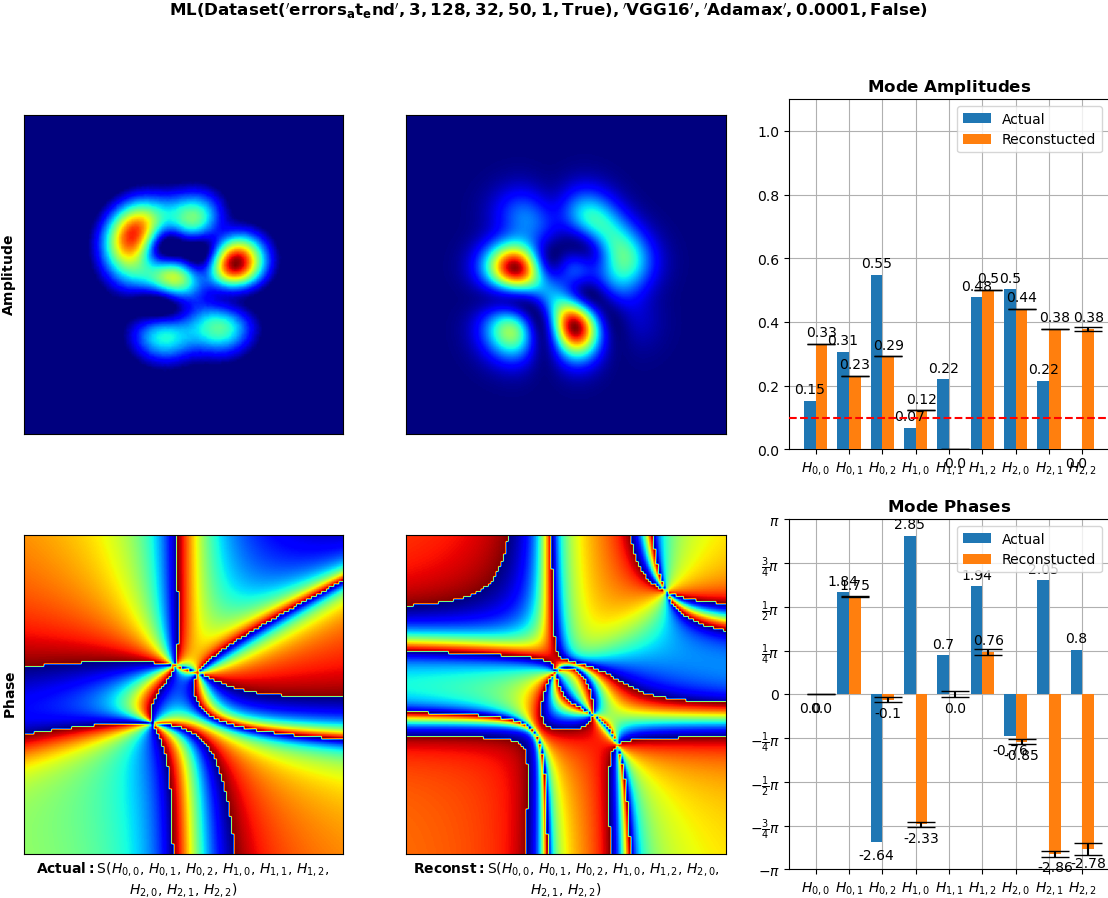 ML(Dataset('errors_at_end', 3, 128, 32, 50, 1, True), 'VGG16', 'Adamax', 0.0001, False)
Amplitude
Mode Amplitudes
Actual
Reconstucted
1.0
0.8
0.6
0.4
0.2
0.0
0.15
0.33
0.31
0.23
0.55
0.29
0.07
0.12
0.22
0.0
0.48
0.5
0.5
0.44
0.22
0.38
0.0
0.38
H0,0 H0,1 H0,2 H1,0 H1,1 H1,2 H2,0 H2,1 H2,2
Phase
Mode Phases
Actual
Reconstucted
π
3/4π
1/2π
1/4π
0
−1/4π
−1/2π
−3/4π
−π
0.0
0.0
1.84
1.75
-2.64
-0.1
2.85
-2.33
0.7
0.0
1.94
0.76
-0.76
-0.85
-2.86
0.8
-2.78
H0,0 H0,1 H0,2 H1,0 H1,1 H1,2 H2,0 H2,1 H2,2
Actual: S(H0,0, H0,1, H0,2, H1,0, H1,1, H1,2,
H2,0, H2,1, H2,2)
Reconst: S(H0,0, H0,1, H0,2, H1,0, H1,2, H2,0,
H2,1, H2,2)